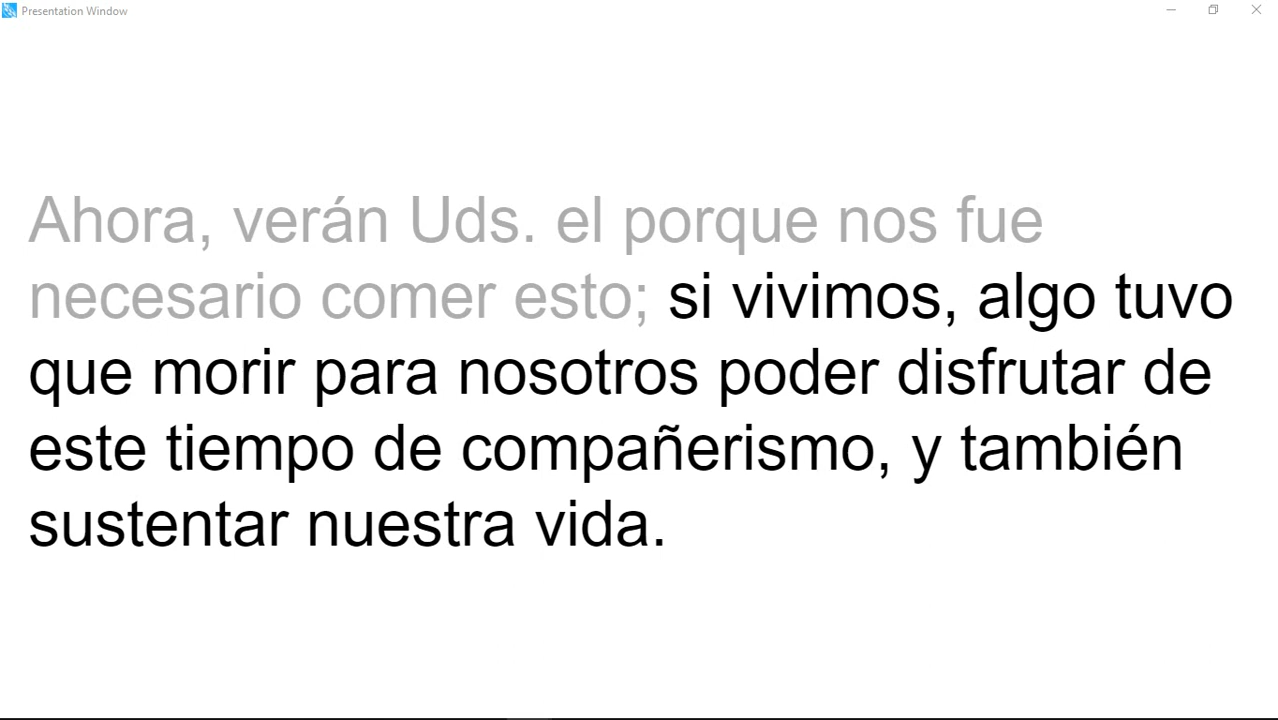 Presentation Window
Ahora, verán Uds. el porque nos fue
necesario comer esto; si vivimos, algo tuvo
que morir para nosotros poder disfrutar de
este tiempo de compañerismo, y también
sustentar nuestra vida.